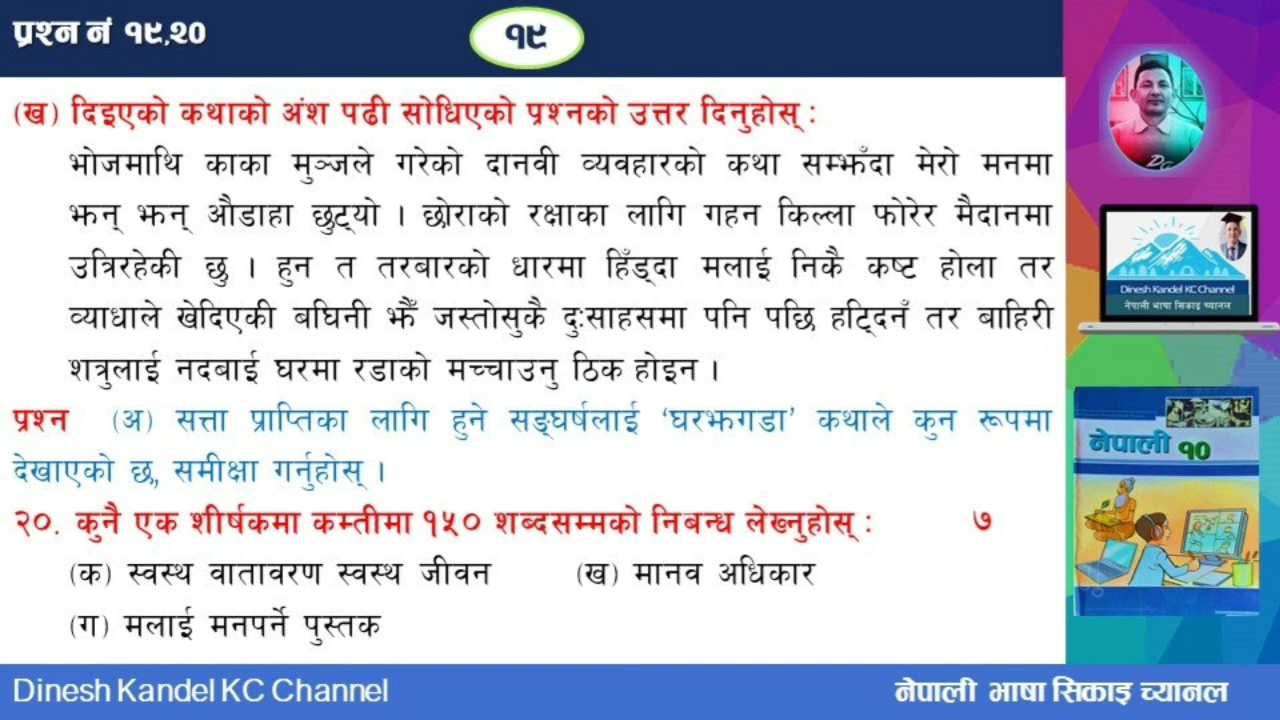 प्रश्न नं १९,२०
१९
(ख) दिइएको कथाको अंश पढी सोधिएको प्रश्नको उत्तर दिनुहोस् :
भोजमाथि काका मुञ्जले गरेको दानवी व्यवहारको कथा सम्झँदा मेरो मनमा
झन् झन् औडाहा छुट्यो । छोराको रक्षाका लागि गहन किल्ला फोरेर मैदानमा
उत्रिरहेकी छु । हुन त तरबारको धारमा हिँड्दा मलाई निकै कष्ट होला तर
व्याधाले खेदिएकी बघिनी झैँ जस्तोसुकै दुःसाहसमा पनि पछि हट्दिनँ तर बाहिरी
शत्रुलाई नदबाई घरमा रडाको मच्चाउनु ठिक होइन ।
प्रश्न (अ) सत्ता प्राप्तिका लागि हुने सङ्घर्षलाई ‘घरझगडा’ कथाले कुन रूपमा
देखाएको छ, समीक्षा गर्नुहोस् ।
२०. कुनै एक शीर्षकमा कम्तीमा १५० शब्दसम्मको निबन्ध लेख्नुहोस् : ७
(क) स्वस्थ वातावरण स्वस्थ जीवन (ख) मानव अधिकार
(ग) मलाई मनपर्ने पुस्तक
Dinesh Kandel KC Channel
नेपाली भाषा सिकाइ च्यानल
नेपाली १०
Dinesh Kandel KC Channel
नेपाली भाषा सिकाइ च्यानल